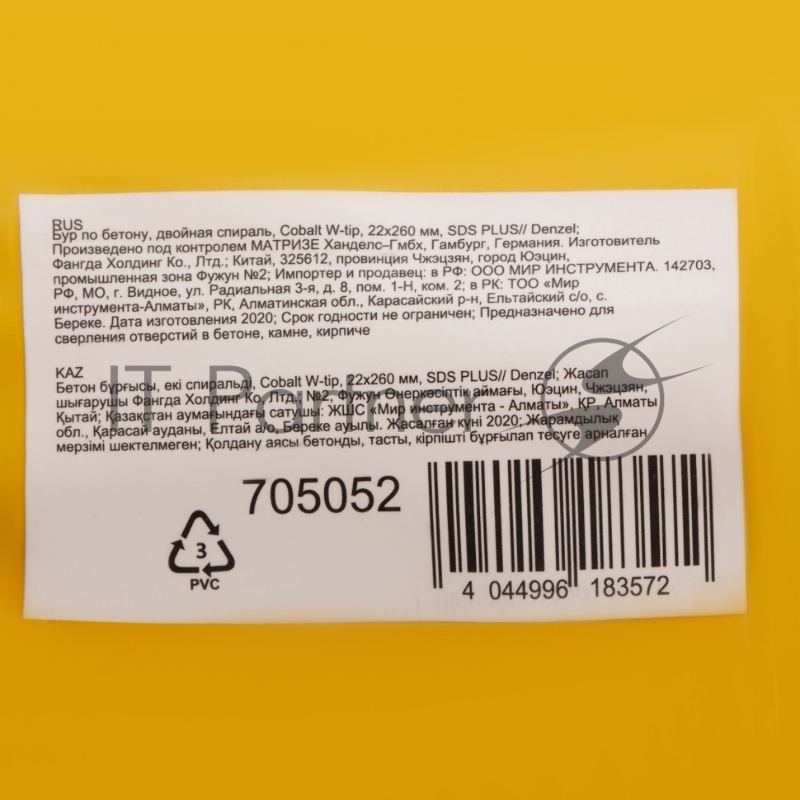 RUS
Бур по бетону, двойная спираль, Cobalt W-tip, 22x260 мм, SDS PLUS// Denzel;
Произведено под контролем МАТРИЗЕ Ханделс–Гмбх, Гамбург, Германия. Изготовитель
Фангда Холдинг Ко., Лтд.; Китай, 325612, провинция Чжэцзян, город Юэцин,
промышленная зона Фужун №2; Импортер и продавец: в РФ: ООО МИР ИНСТРУМЕНТА. 142703,
РФ, МО, г. Видное, ул. Радиальная 3-я, д. 8, пом. 1-Н, ком. 2; в РК: ТОО «Мир
инструмента-Алматы», РК, Алматинская обл., Карасайский р-н, Ельтайский с/о, с.
Береке. Дата изготовления 2020; Срок годности не ограничен; Предназначено для
сверления отверстий в бетоне, камне, кирпиче
KAZ
Бетон бұрғысы, екі спиральді, Cobalt W-tip, 22x260 мм, SDS PLUS// Denzel; Жасап
шығарушы Фангда Холдинг Ко., Лтд.; №2, Фужун Өнеркәсіптік аймағы, Юэцин, Чжэцзян,
Қытай; Қазақстан аумағындағы сатушы: ЖШС «Мир инструмента - Алматы», ҚР, Алматы
обл., Қарасай ауданы, Елтай а/о, Береке ауылы. Жасалған күні 2020; Жарамдылық
мерзімі шектелмеген; Қолдану аясы бетонды, тасты, кірпішті бұрғылап тесуге арналған
IT Partner
705052
3
PVC
4 044996 183572